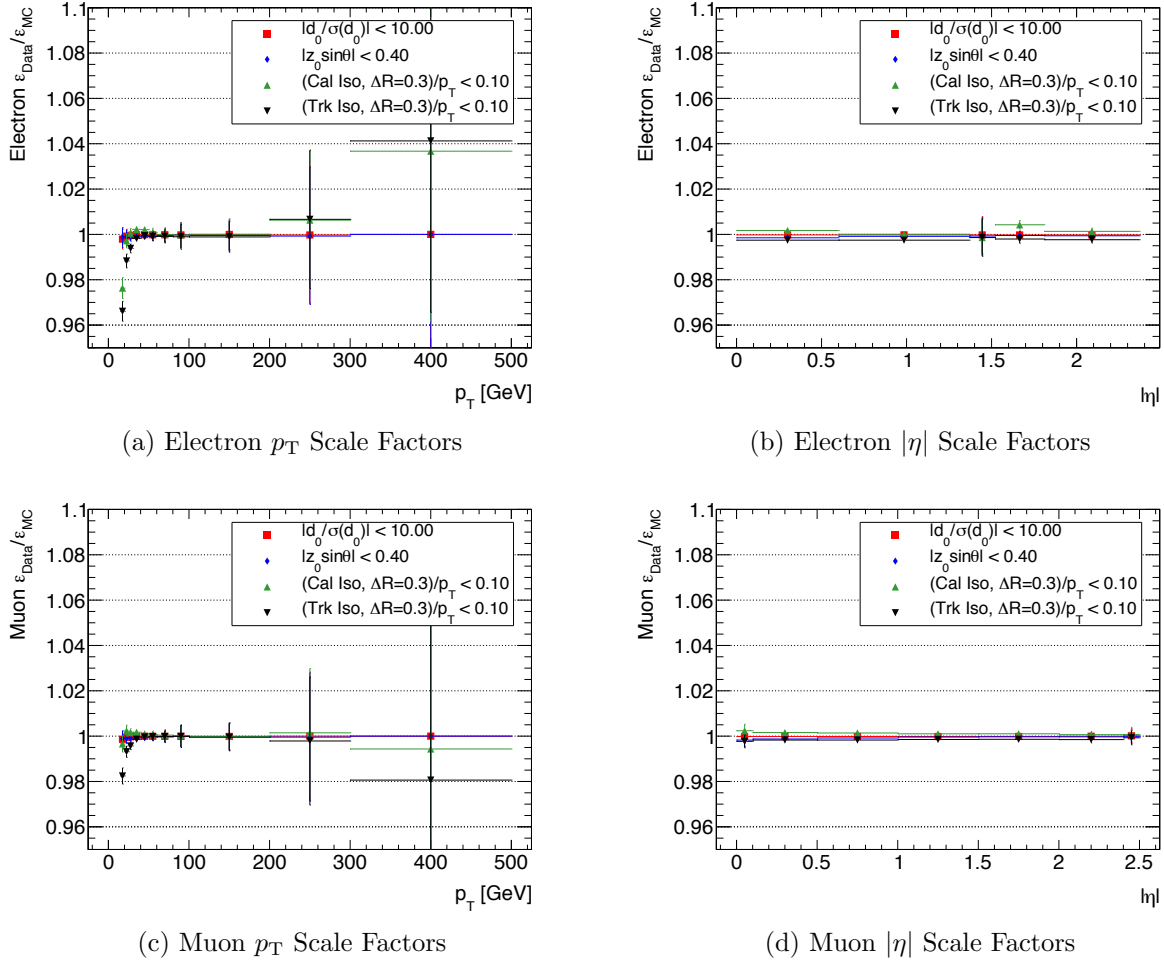 Electron ε_Data/ε_MC
1.1
1.08
1.06
1.04
1.02
1
0.98
0.96
|d_0/σ(d_0)| < 10.00
|z_0 sinθ| < 0.40
(Cal Iso, ΔR=0.3)/p_T < 0.10
(Trk Iso, ΔR=0.3)/p_T < 0.10
0 100 200 300 400 500
p_T [GeV]
(a) Electron p_T Scale Factors
Electron ε_Data/ε_MC
1.1
1.08
1.06
1.04
1.02
1
0.98
0.96
|d_0/σ(d_0)| < 10.00
|z_0 sinθ| < 0.40
(Cal Iso, ΔR=0.3)/p_T < 0.10
(Trk Iso, ΔR=0.3)/p_T < 0.10
0 0.5 1 1.5 2
|η|
(b) Electron |η| Scale Factors
Muon ε_Data/ε_MC
1.1
1.08
1.06
1.04
1.02
1
0.98
0.96
|d_0/σ(d_0)| < 10.00
|z_0 sinθ| < 0.40
(Cal Iso, ΔR=0.3)/p_T < 0.10
(Trk Iso, ΔR=0.3)/p_T < 0.10
0 100 200 300 400 500
p_T [GeV]
(c) Muon p_T Scale Factors
Muon ε_Data/ε_MC
1.1
1.08
1.06
1.04
1.02
1
0.98
0.96
|d_0/σ(d_0)| < 10.00
|z_0 sinθ| < 0.40
(Cal Iso, ΔR=0.3)/p_T < 0.10
(Trk Iso, ΔR=0.3)/p_T < 0.10
0 0.5 1 1.5 2 2.5
|η|
(d) Muon |η| Scale Factors